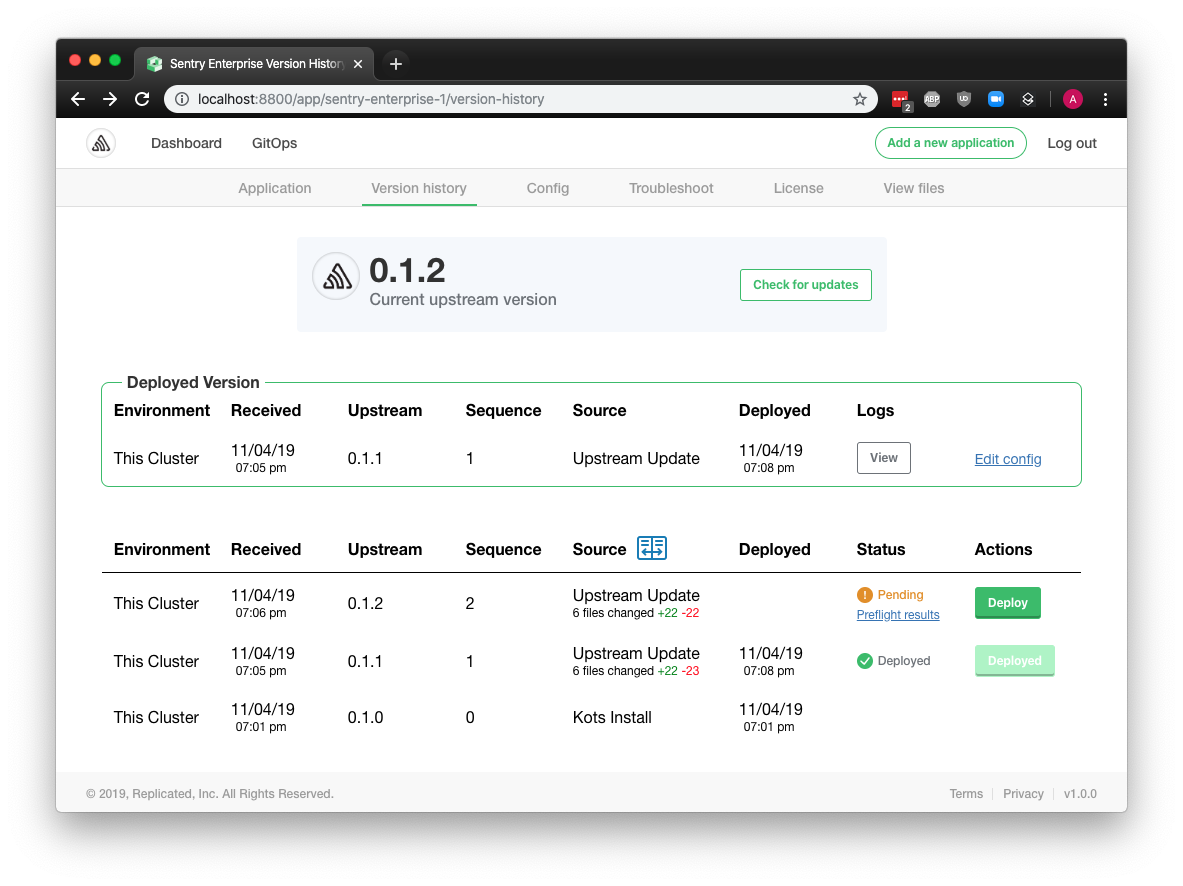 Sentry Enterprise Version History
localhost:8800/app/sentry-enterprise-1/version-history
2 ABP UD A
Dashboard GitOps Add a new application Log out
Application Version history Config Troubleshoot License View files
0.1.2
Current upstream version
Check for updates
Deployed Version
Environment Received Upstream Sequence Source Deployed Logs
This Cluster 11/04/19 0.1.1 1 Upstream Update 11/04/19 View Edit config
07:05 pm 07:08 pm
Environment Received Upstream Sequence Source Deployed Status Actions
This Cluster 11/04/19 0.1.2 2 Upstream Update Pending Deploy
07:06 pm 6 files changed +22 -22 Preflight results
This Cluster 11/04/19 0.1.1 1 Upstream Update 11/04/19 Deployed Deployed
07:05 pm 6 files changed +22 -23 07:08 pm
This Cluster 11/04/19 0.1.0 0 Kots Install 11/04/19
07:01 pm 07:01 pm
© 2019, Replicated, Inc. All Rights Reserved. Terms Privacy v1.0.0